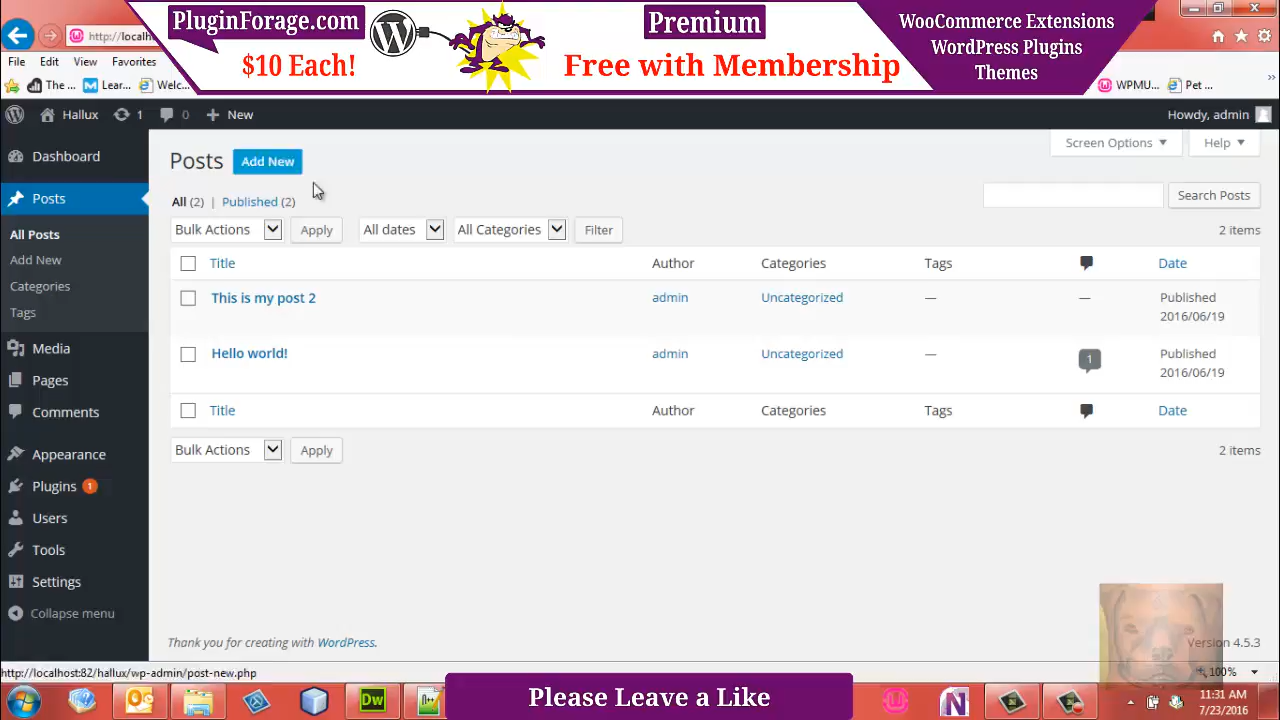 PluginForage.com
$10 Each!
Premium
Free with Membership
WooCommerce Extensions
WordPress Plugins
Themes
http://localh
File Edit View Favorites
The ... Lear... Welc... WPMU... Pet ...
Hallux 1 0 New Howdy, admin
Screen Options Help
Dashboard
Posts
All Posts
Add New
Categories
Tags
Media
Pages
Comments
Appearance
Plugins 1
Users
Tools
Settings
Collapse menu
Posts Add New
All (2) | Published (2)
Search Posts
Bulk Actions Apply All dates All Categories Filter 2 items
Title Author Categories Tags Date
This is my post 2 admin Uncategorized — — Published
2016/06/19
Hello world! admin Uncategorized — 1 Published
2016/06/19
Title Author Categories Tags Date
Bulk Actions Apply 2 items
Thank you for creating with WordPress. Version 4.5.3
http://localhost:82/hallux/wp-admin/post-new.php 100%
Dw
Please Leave a Like
11:31 AM
7/23/2016